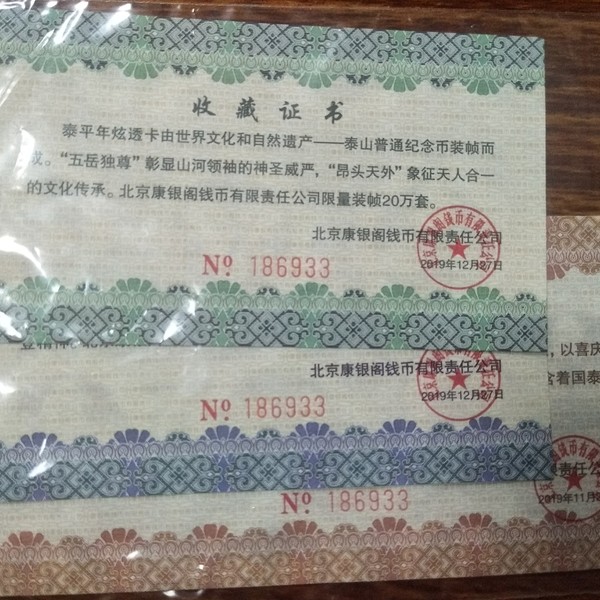 收藏证书
泰平年炫透卡由世界文化和自然遗产——泰山普通纪念币装帧而
成。“五岳独尊”彰显山河领袖的神圣威严，“昂头天外”象征天人合一
的文化传承。北京康银阁钱币有限责任公司限量装帧20万套。
北京康银阁钱币有限责任公司
2019年12月27日
№ 186933
北京康银阁钱币有限责任公司
2019年12月27日
№ 186933
，以喜庆
含着国泰
责任公司
2019年11月
№ 186933